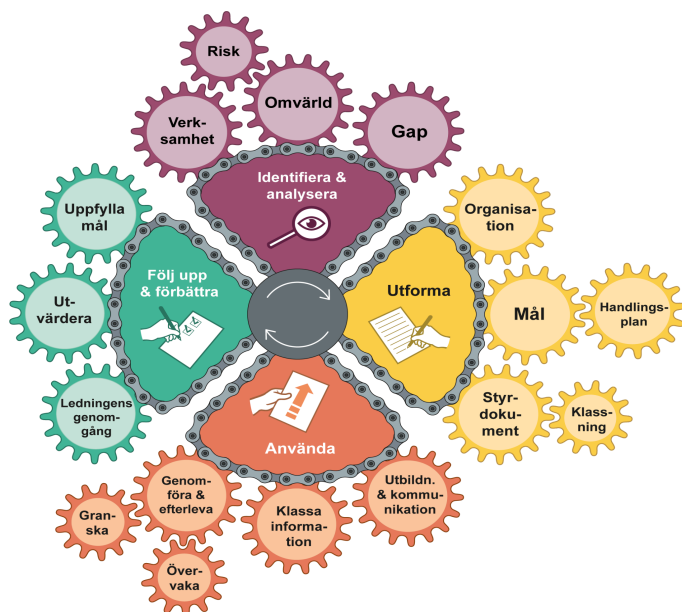 Risk
Omvärld
Verk-
samhet
Gap
Identifiera &
analysera
Uppfylla
mål
Organisa-
tion
Följ upp
& förbättra
Utforma
Ut-
värdera
Mål
Handlings-
plan
Ledningens
genom-
gång
Styr-
doku-
ment
Klass-
ning
Använda
Genom-
föra &
efterleva
Klassa
information
Utbildn.
& kommu-
nikation
Gran-
ska
Över-
vaka